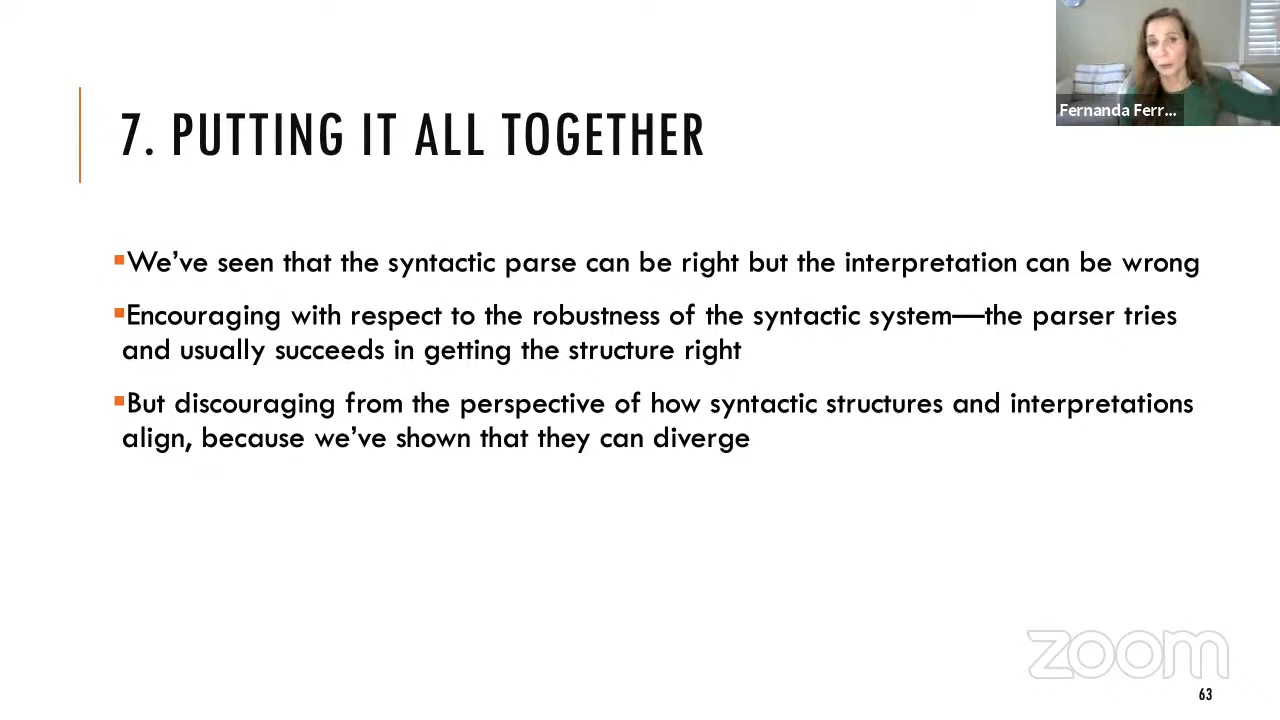 Fernanda Ferr...
7. PUTTING IT ALL TOGETHER
▪We've seen that the syntactic parse can be right but the interpretation can be wrong
▪Encouraging with respect to the robustness of the syntactic system—the parser tries
and usually succeeds in getting the structure right
▪But discouraging from the perspective of how syntactic structures and interpretations
align, because we've shown that they can diverge
zoom
63